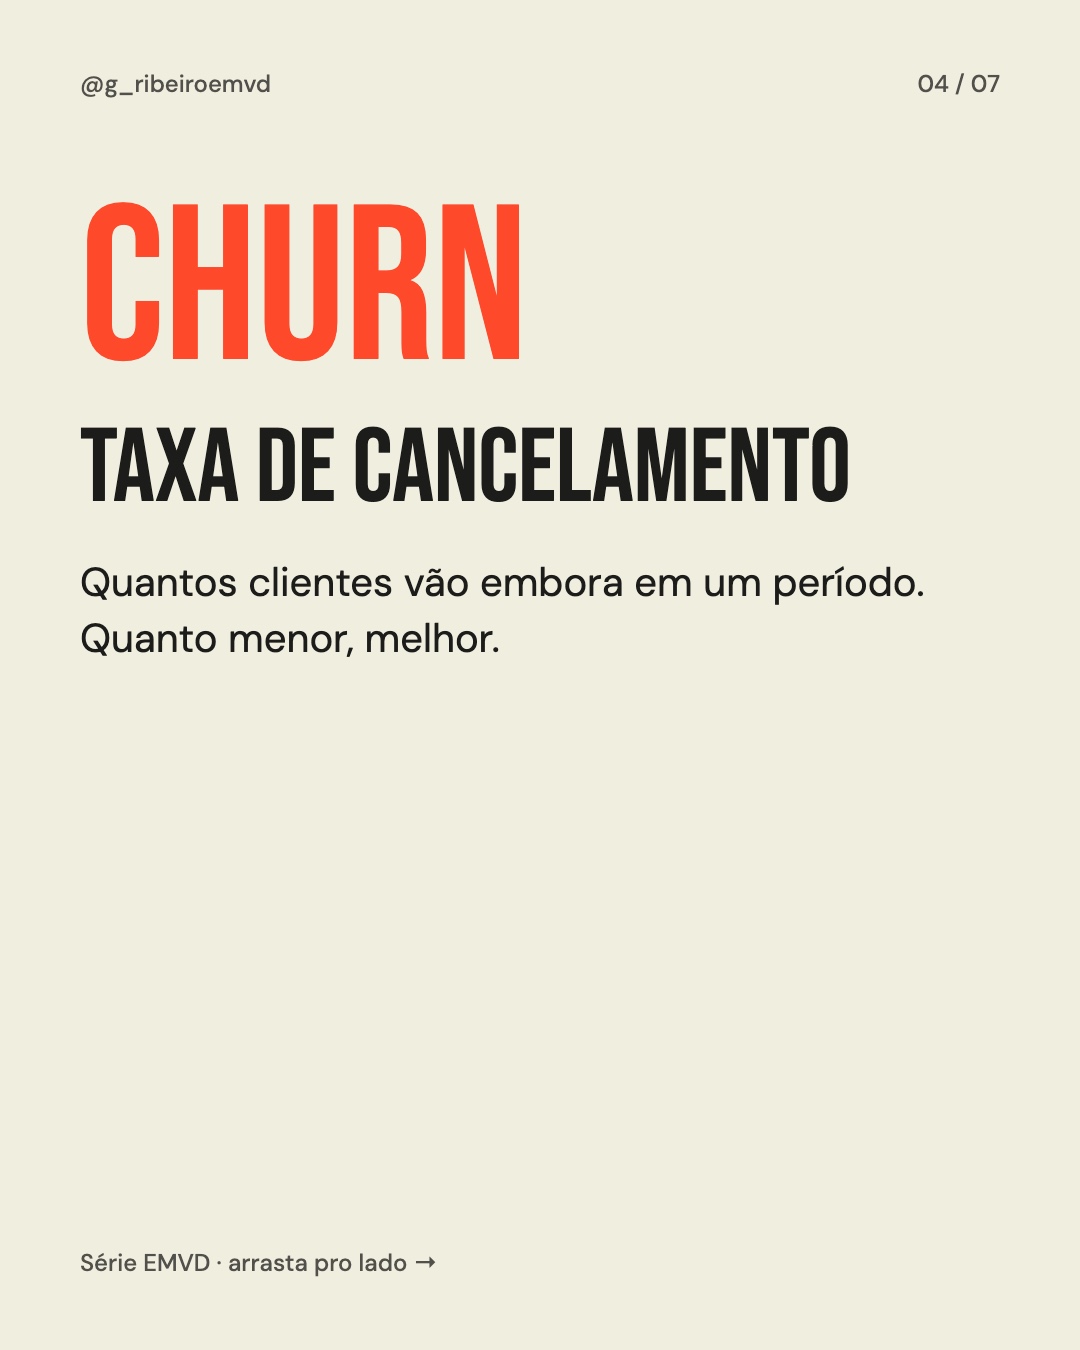 @g_ribeiroemvd
04 / 07
CHURN
TAXA DE CANCELAMENTO
Quantos clientes vão embora em um período.
Quanto menor, melhor.
Série EMVD · arrasta pro lado →